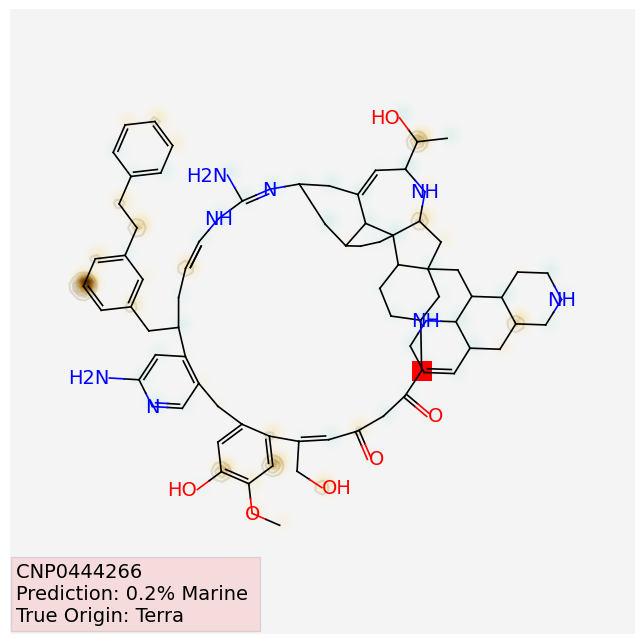 HO
H2N
N
NH
NH
NH
NH
H2N
N
O
O
HO
OH
O
CNP0444266
Prediction: 0.2% Marine
True Origin: Terra